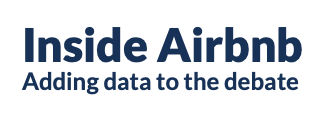 Inside Airbnb
Adding data to the debate